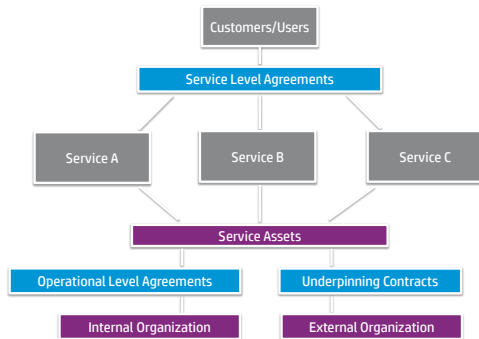 Customers/Users
Service Level Agreements
Service A
Service B
Service C
Service Assets
Operational Level Agreements
Underpinning Contracts
Internal Organization
External Organization